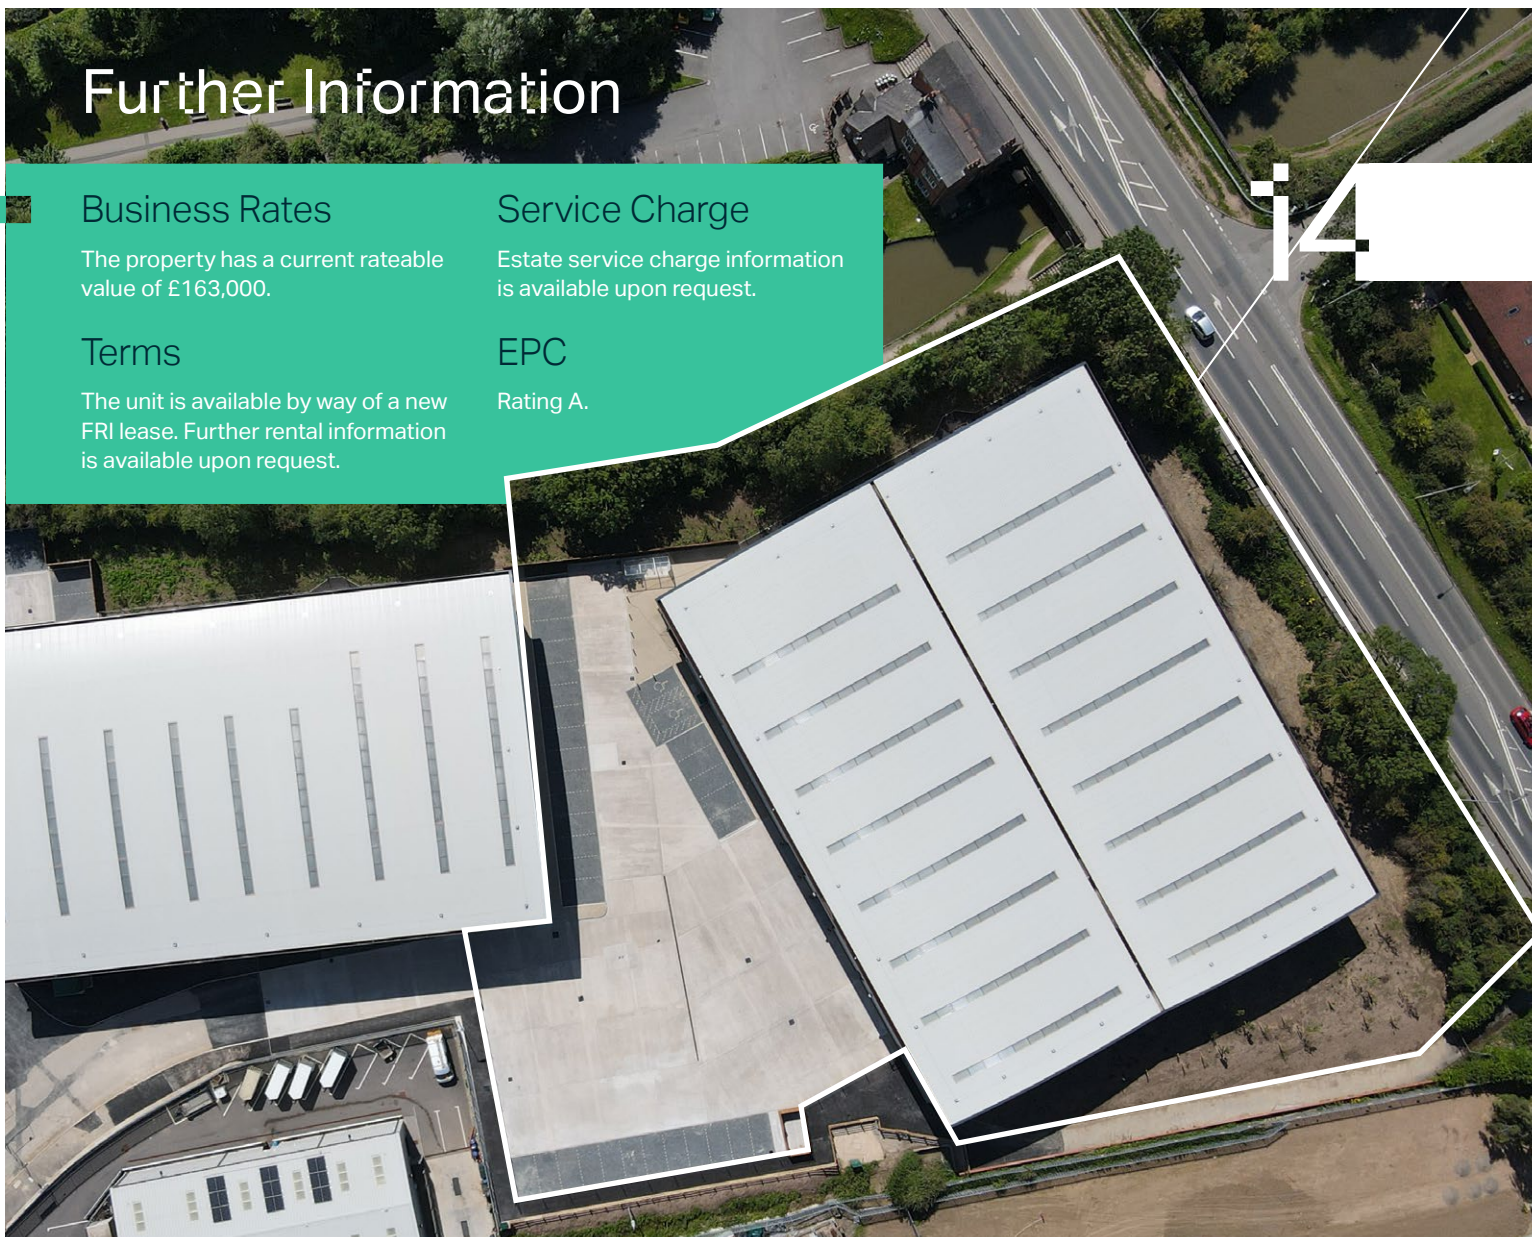 Further Information
Business Rates
The property has a current rateable
value of £163,000.
Terms
The unit is available by way of a new
FRI lease. Further rental information
is available upon request.
Service Charge
Estate service charge information
is available upon request.
EPC
Rating A.
i4